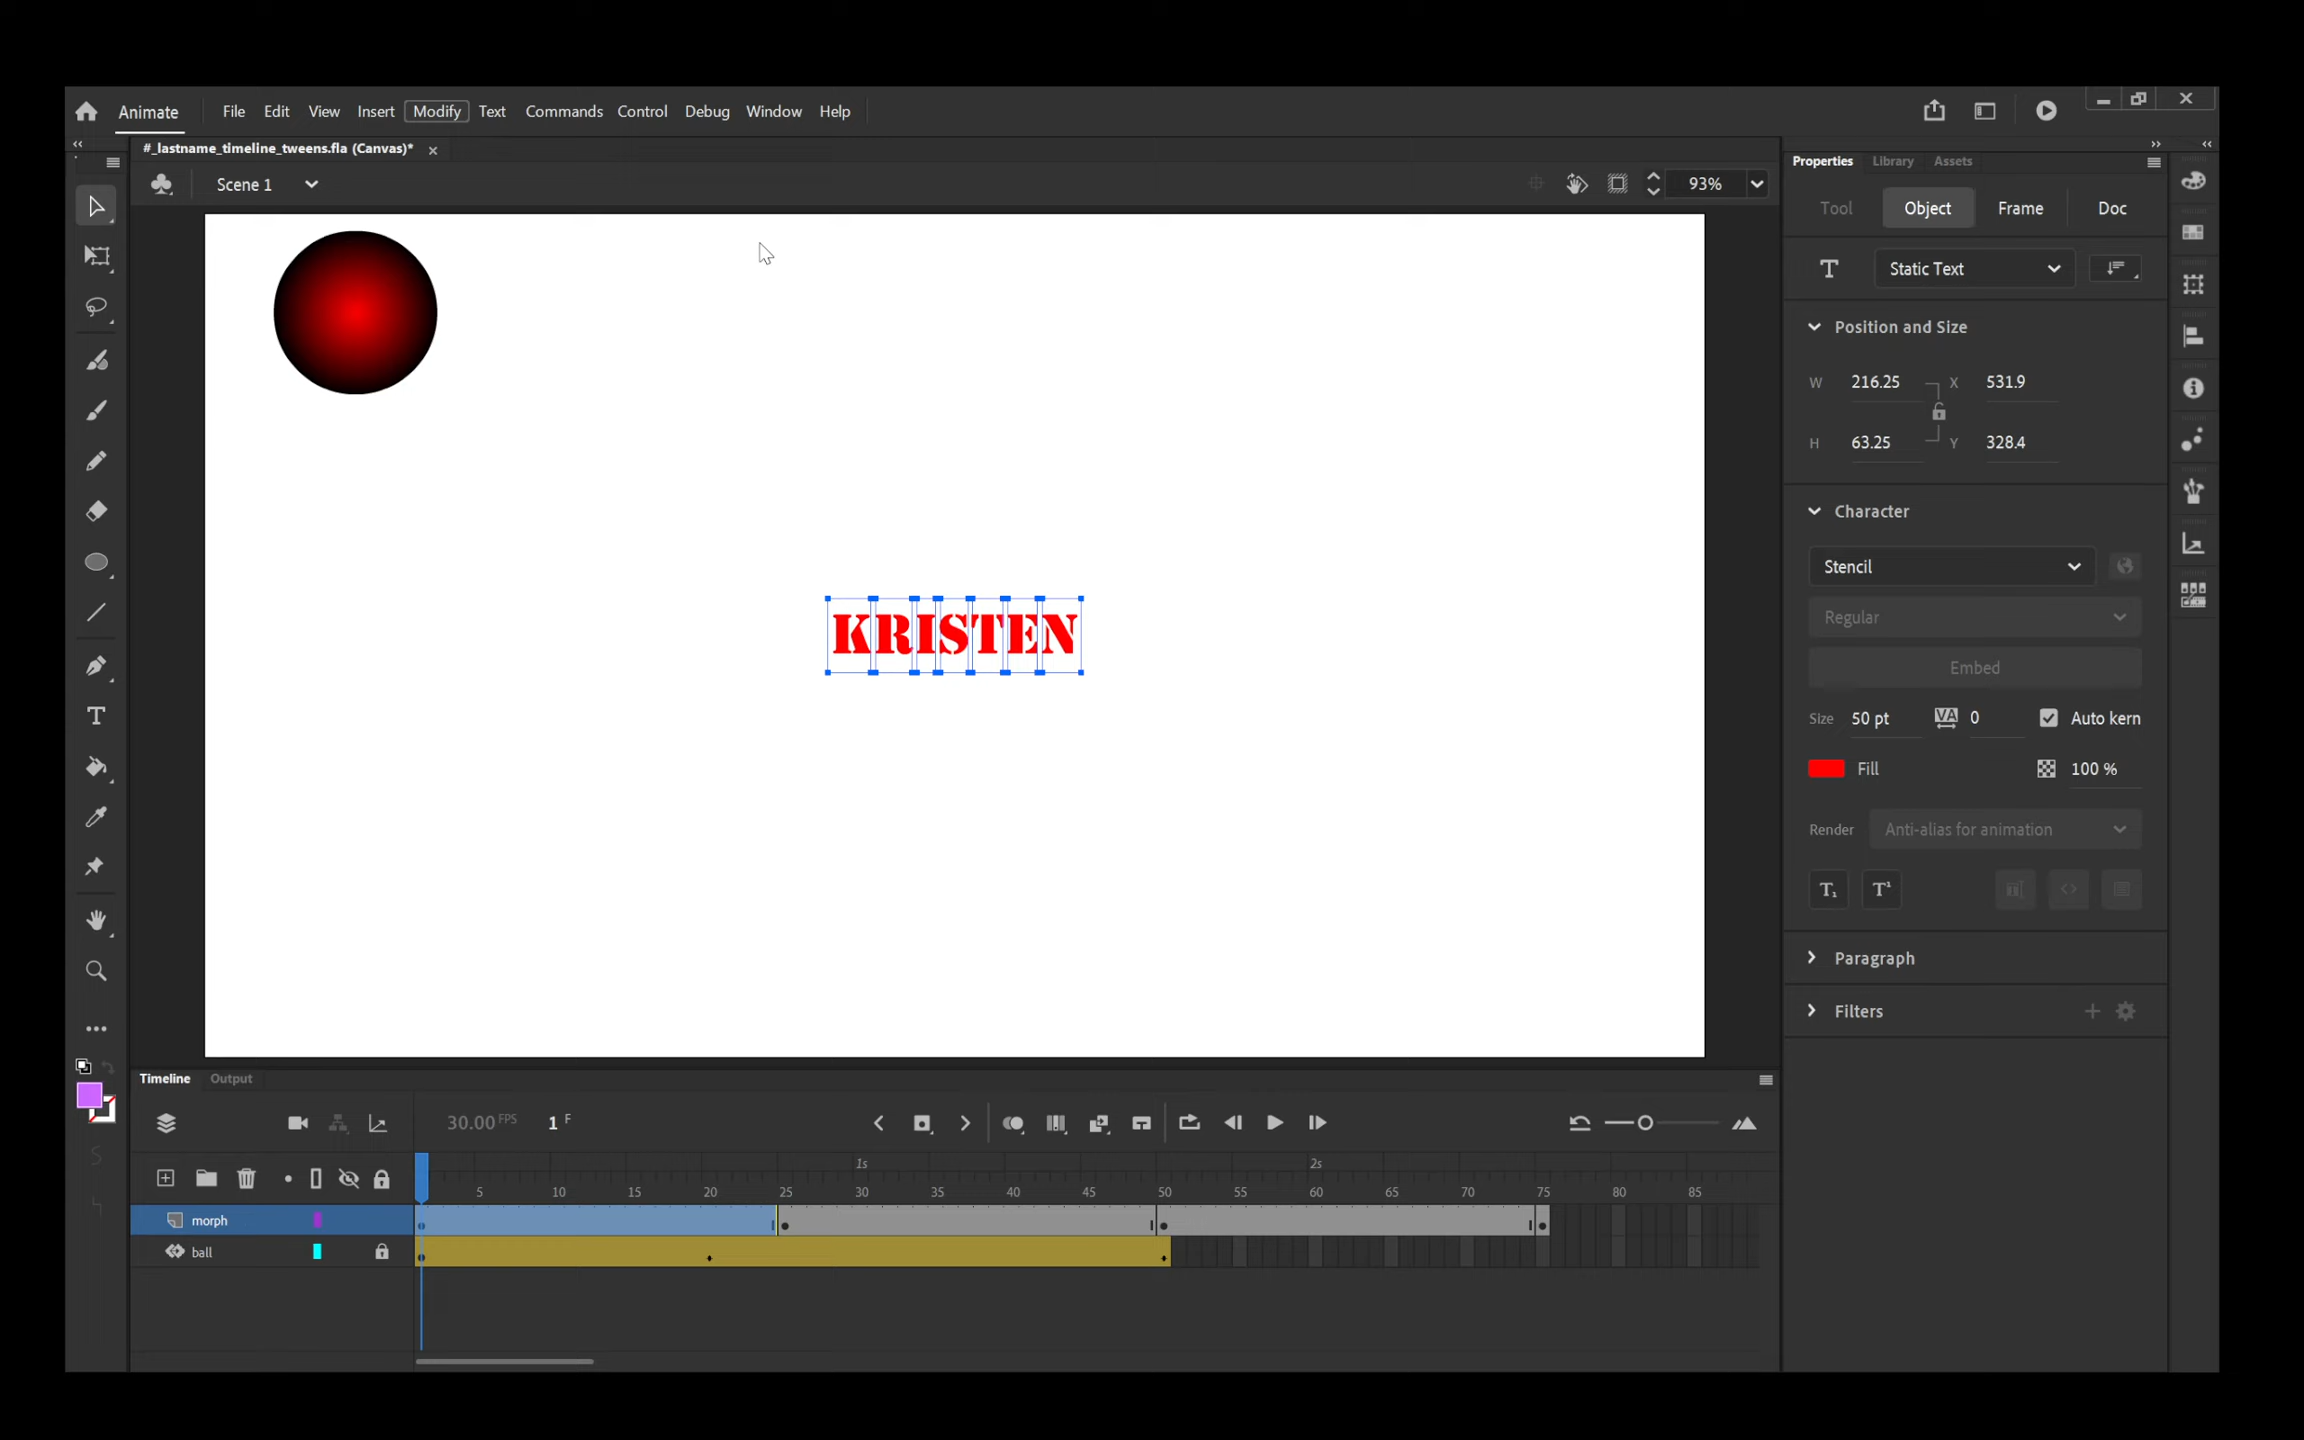 Animate File Edit View Insert Modify Text Commands Control Debug Window Help
#_lastname_timeline_tweens.fla (Canvas)*
Scene 1
93%
KRISTEN
Properties Library Assets
Tool Object Frame Doc
Static Text
Position and Size
W 216.25 X 531.9
H 63.25 Y 328.4
Character
Stencil
Regular
Embed
Size 50 pt VA 0 Auto kern
Fill 100 %
Render Anti-alias for animation
T₁ T¹
Paragraph
Filters
Timeline Output
30.00 FPS 1 F
1s 2s
5 10 15 20 25 30 35 40 45 50 55 60 65 70 75 80 85
morph
ball